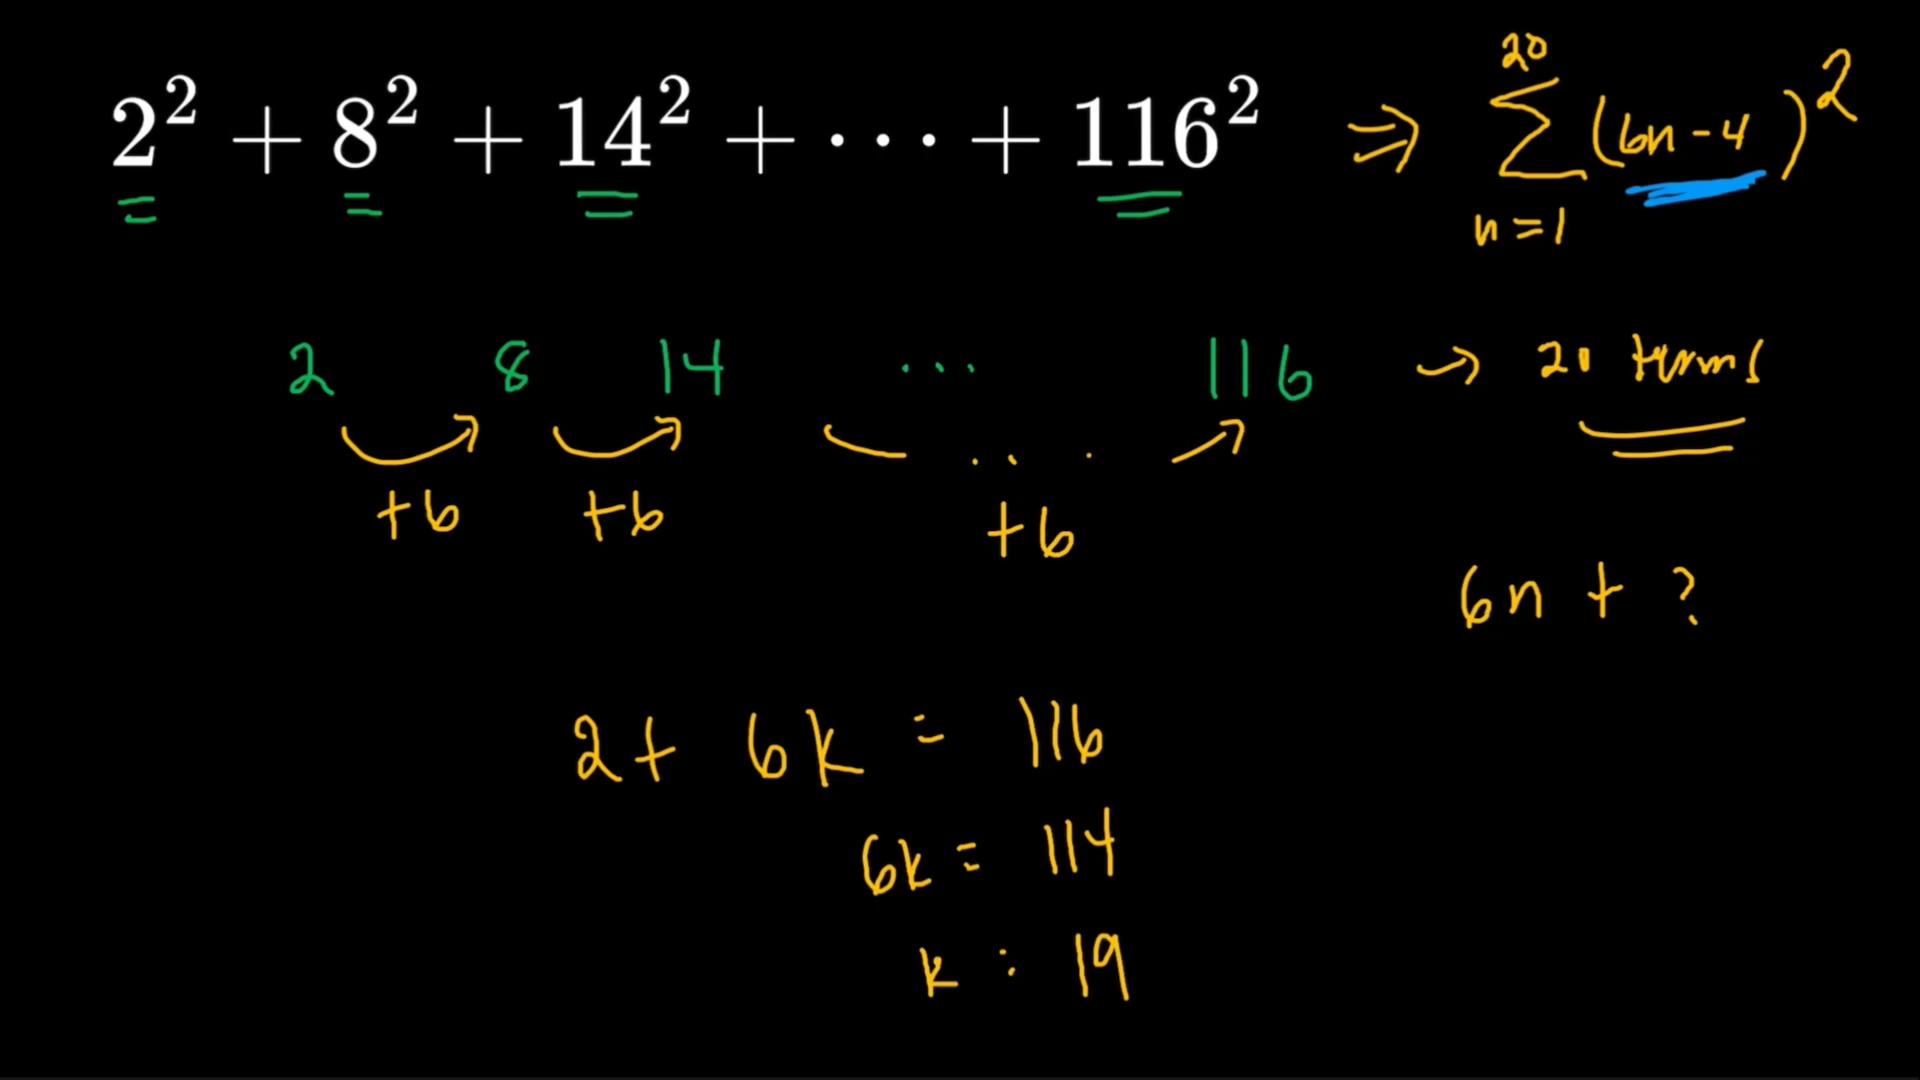 2² + 8² + 14² + ⋯ + 116² ⇒ 20 ∑ n=1 (6n-4)²
2 8 14 ... 116 → 20 terms
+6 +6 +6
6n + ?
2+ 6k = 116
6k = 114
k = 19